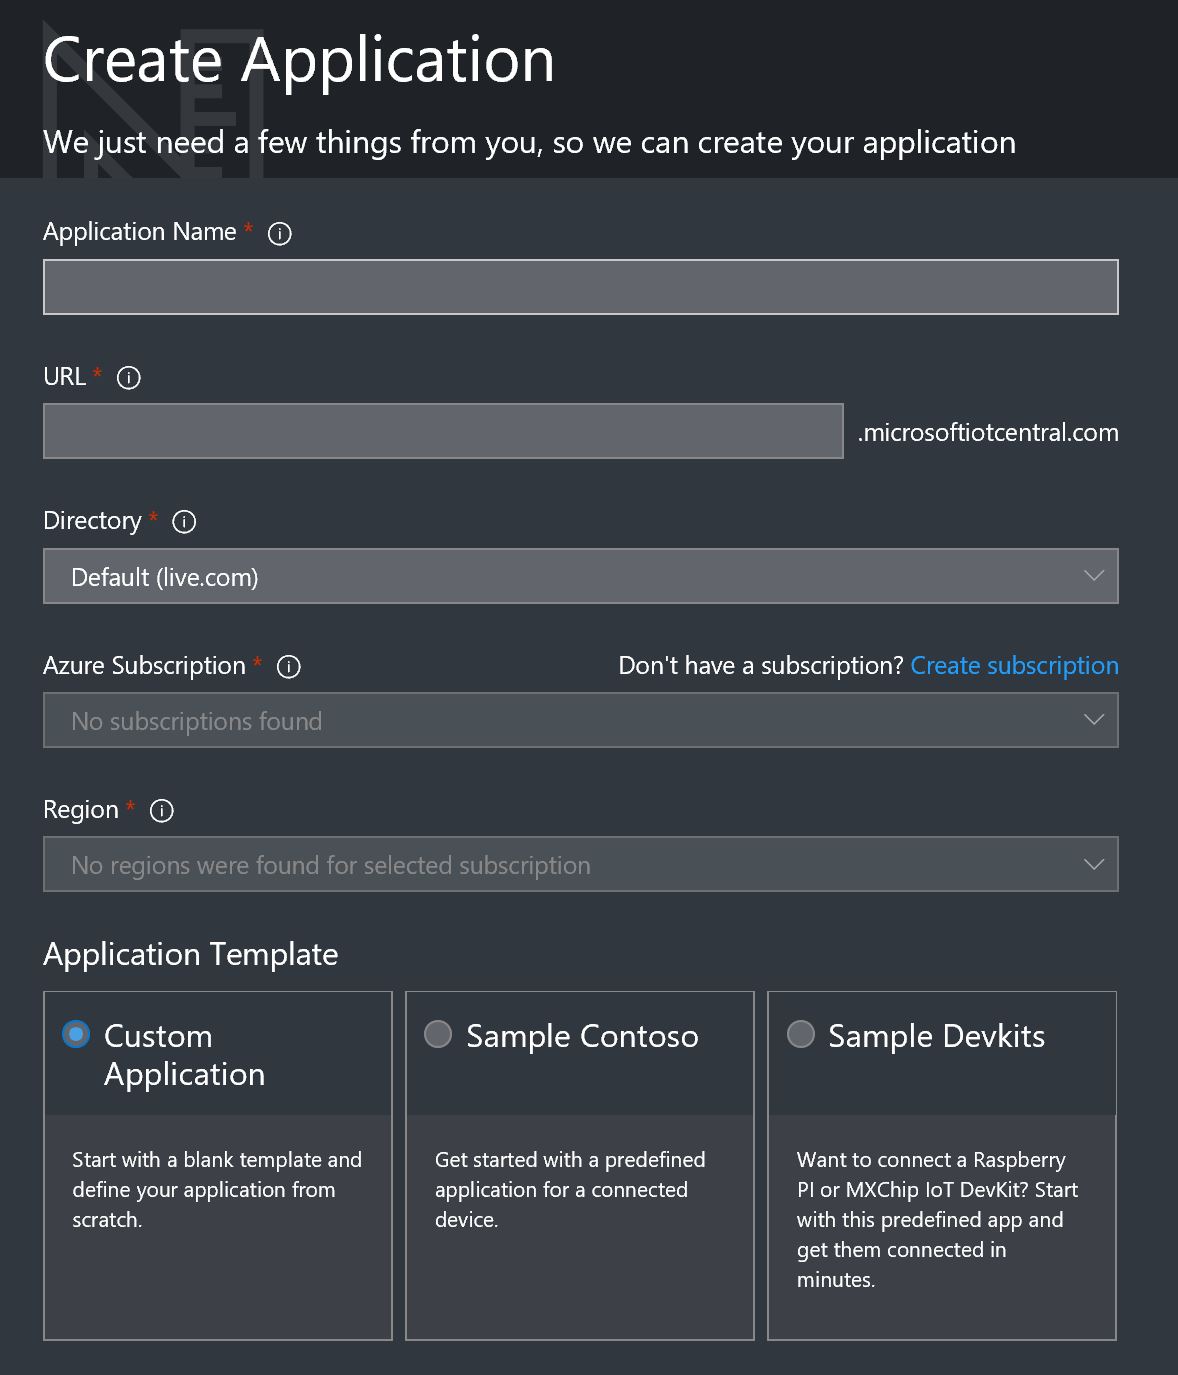 Create Application
We just need a few things from you, so we can create your application
Application Name *
URL *
.microsoftiotcentral.com
Directory *
Default (live.com)
Azure Subscription *
Don't have a subscription? Create subscription
No subscriptions found
Region *
No regions were found for selected subscription
Application Template
Custom
Application
Start with a blank template and
define your application from
scratch.
Sample Contoso
Get started with a predefined
application for a connected
device.
Sample Devkits
Want to connect a Raspberry
PI or MXChip IoT DevKit? Start
with this predefined app and
get them connected in
minutes.